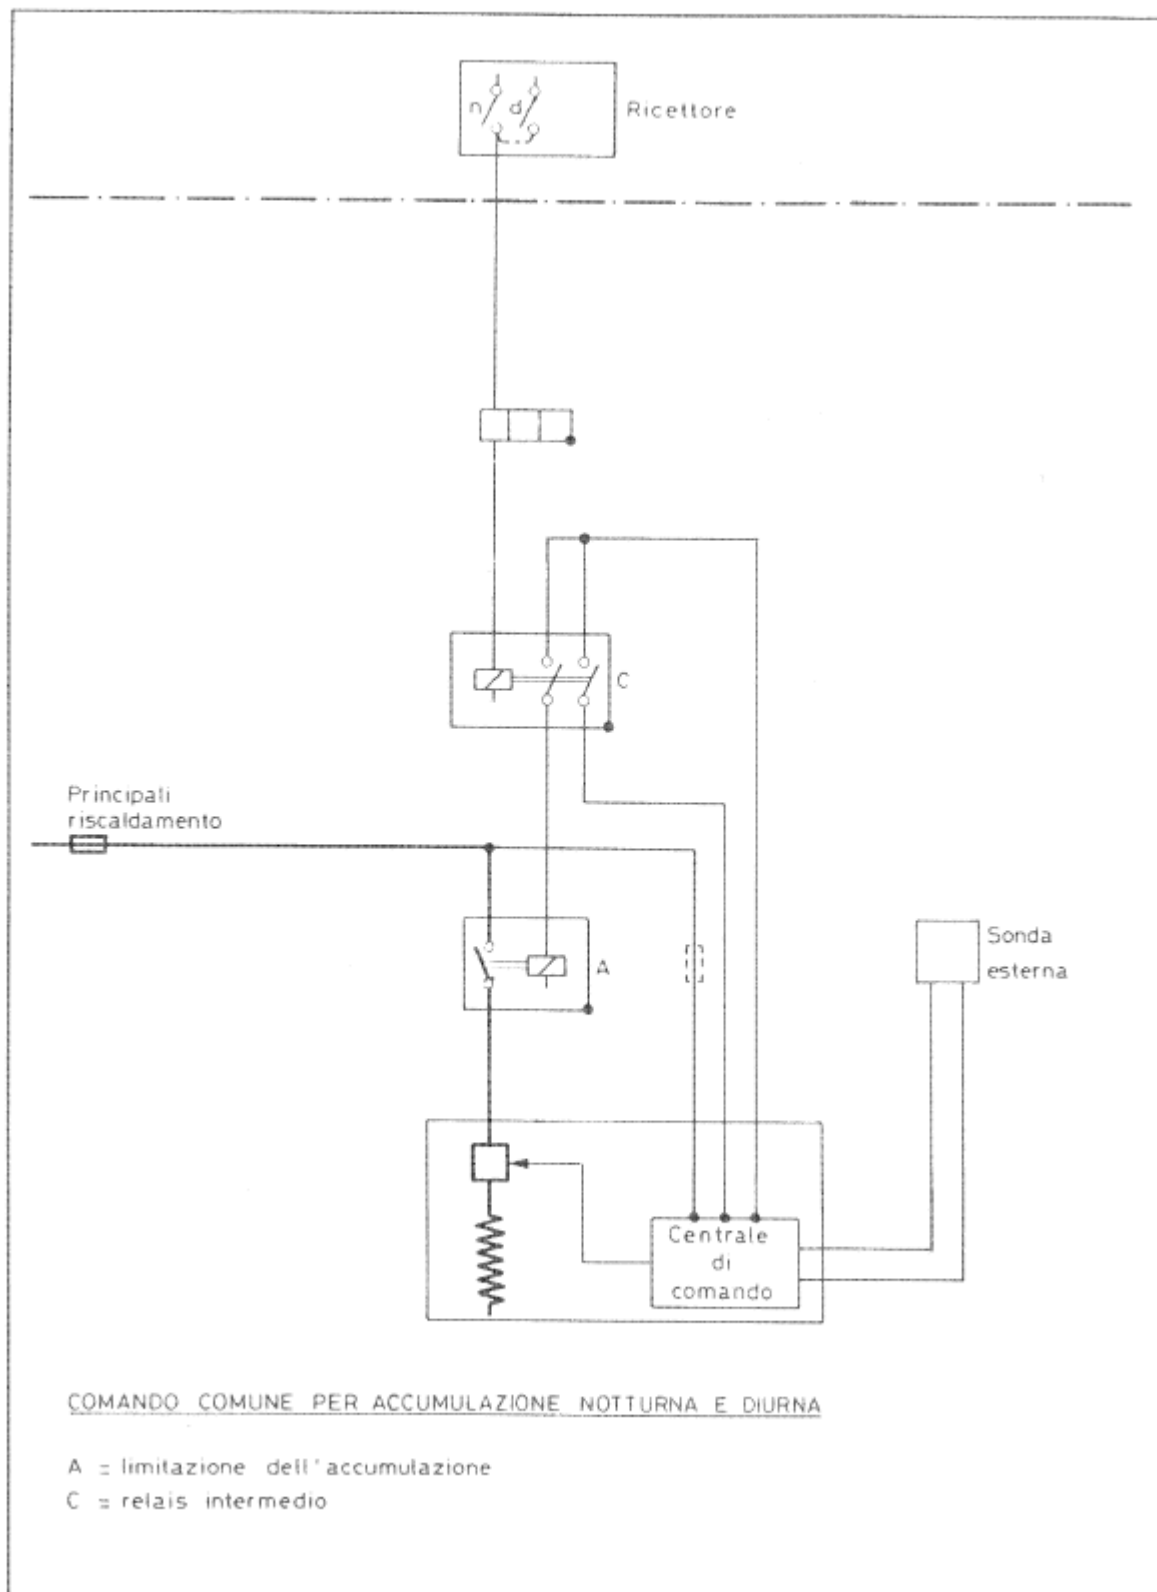 n d Ricettore
C
Principali
riscaldamento
A
Sonda
esterna
Centrale
di
comando
COMANDO COMUNE PER ACCUMULAZIONE NOTTURNA E DIURNA
A = limitazione dell'accumulazione
C = relais intermedio